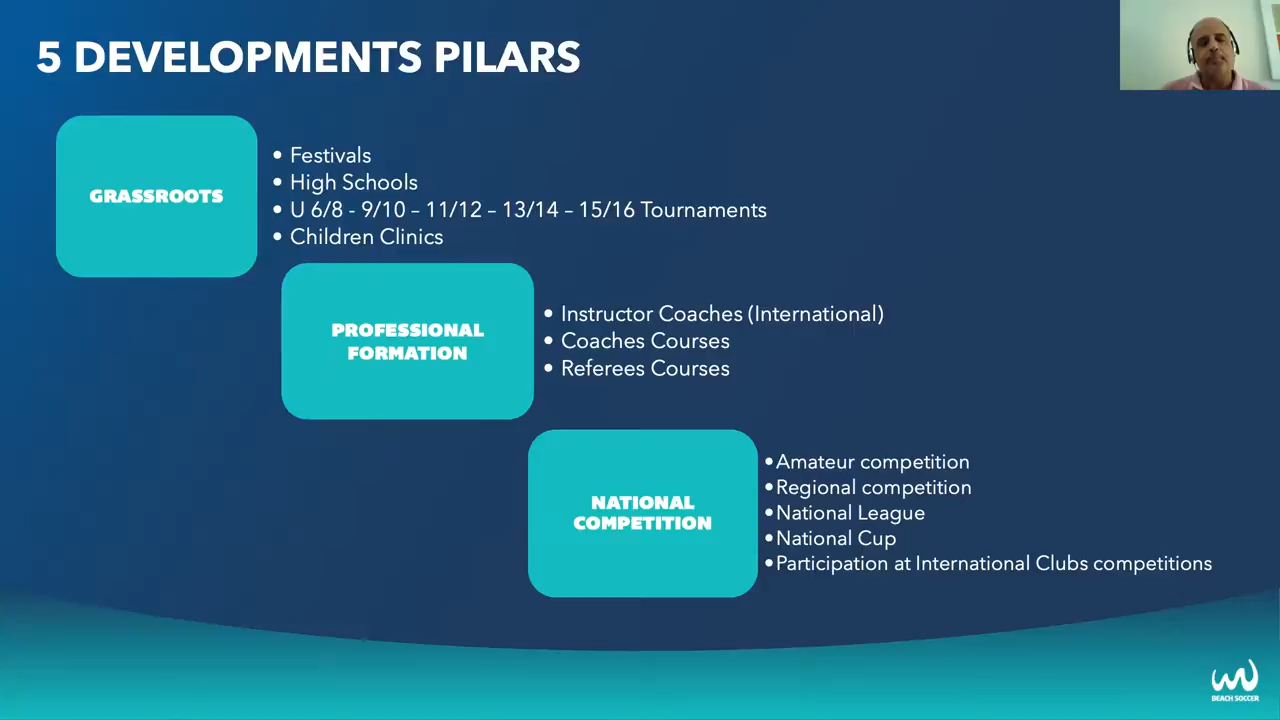 5 DEVELOPMENTS PILARS
GRASSROOTS
• Festivals
• High Schools
• U 6/8 - 9/10 – 11/12 – 13/14 – 15/16 Tournaments
• Children Clinics
PROFESSIONAL
FORMATION
• Instructor Coaches (International)
• Coaches Courses
• Referees Courses
NATIONAL
COMPETITION
•Amateur competition
•Regional competition
•National League
•National Cup
•Participation at International Clubs competitions
BEACH SOCCER